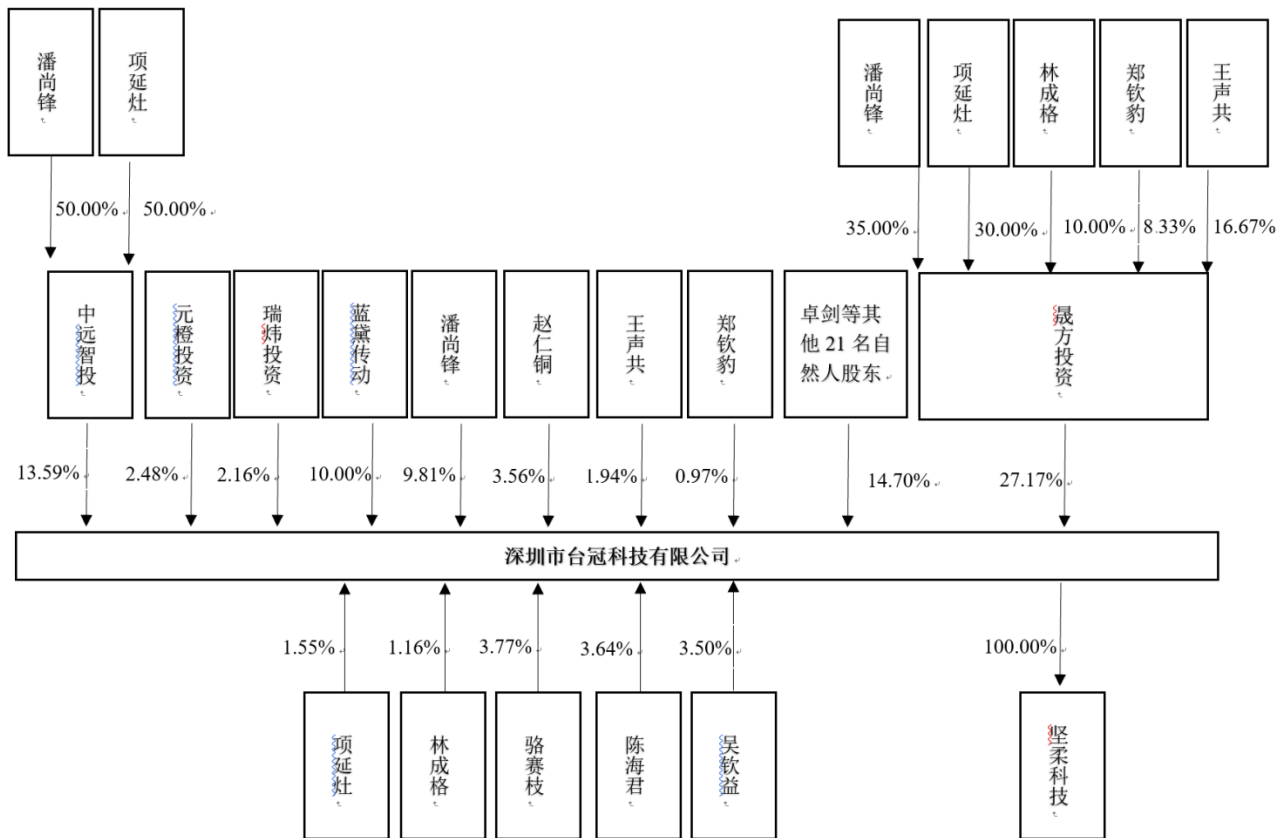 潘尚锋
项延灶
潘尚锋
项延灶
林成格
郑钦豹
王声共
50.00%
50.00%
35.00%
30.00%
10.00%
8.33%
16.67%
中远智投
元橙投资
瑞炜投资
蓝黛传动
潘尚锋
赵仁铜
王声共
郑钦豹
卓剑等其
他 21 名自
然人股东
晟方投资
13.59%
2.48%
2.16%
10.00%
9.81%
3.56%
1.94%
0.97%
14.70%
27.17%
深圳市台冠科技有限公司
1.55%
1.16%
3.77%
3.64%
3.50%
100.00%
项延灶
林成格
骆赛枝
陈海君
吴钦益
坚柔科技